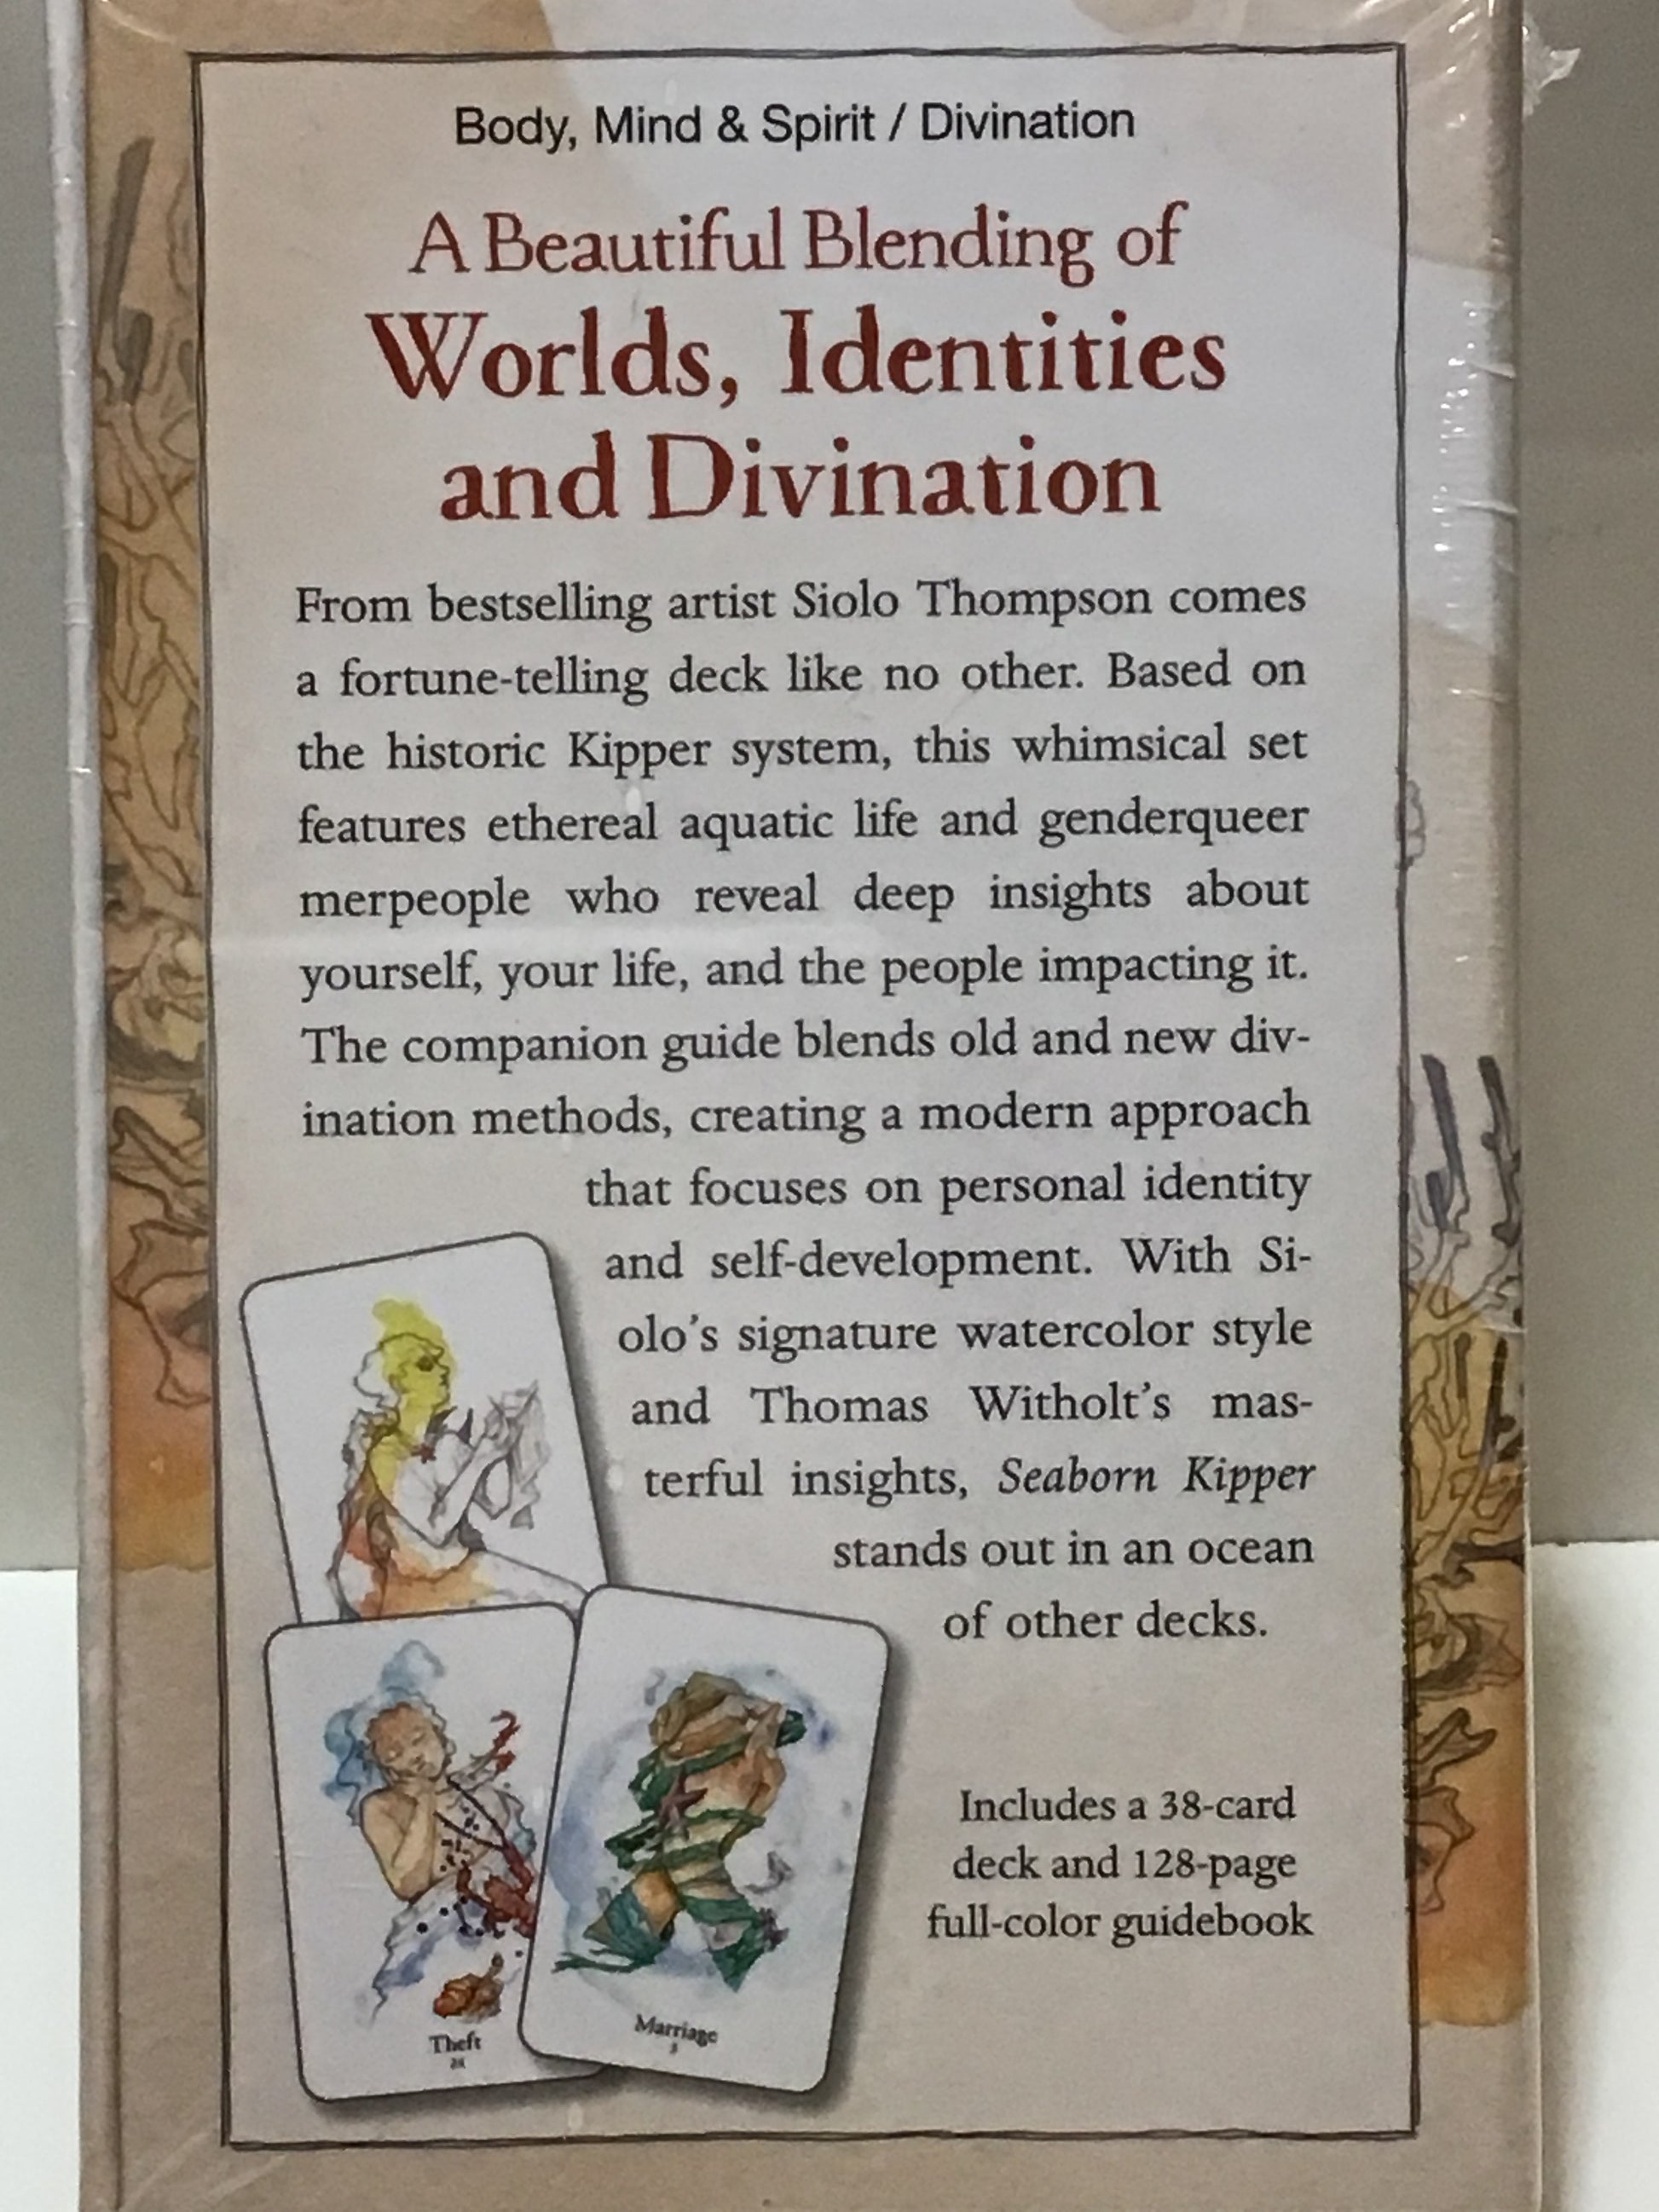 Body, Mind & Spirit / Divination
A Beautiful Blending of
Worlds, Identities
and Divination
From bestselling artist Siolo Thompson comes
a fortune-telling deck like no other. Based on
the historic Kipper system, this whimsical set
features ethereal aquatic life and genderqueer
merpeople who reveal deep insights about
yourself, your life, and the people impacting it.
The companion guide blends old and new div-
ination methods, creating a modern approach
that focuses on personal identity
and self-development. With Si-
olo's signature watercolor style
and Thomas Witholt's mas-
terful insights, Seaborn Kipper
stands out in an ocean
of other decks.
Includes a 38-card
deck and 128-page
full-color guidebook
Theft
Marriage